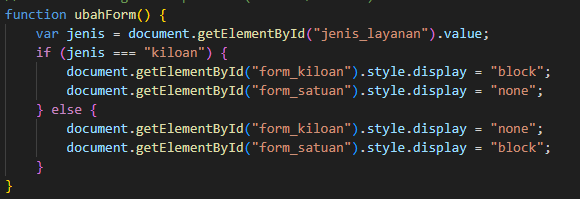 function ubahForm() {
var jenis = document.getElementById("jenis_layanan").value;
if (jenis === "kiloan") {
document.getElementById("form_kiloan").style.display = "block";
document.getElementById("form_satuan").style.display = "none";
} else {
document.getElementById("form_kiloan").style.display = "none";
document.getElementById("form_satuan").style.display = "block";
}
}